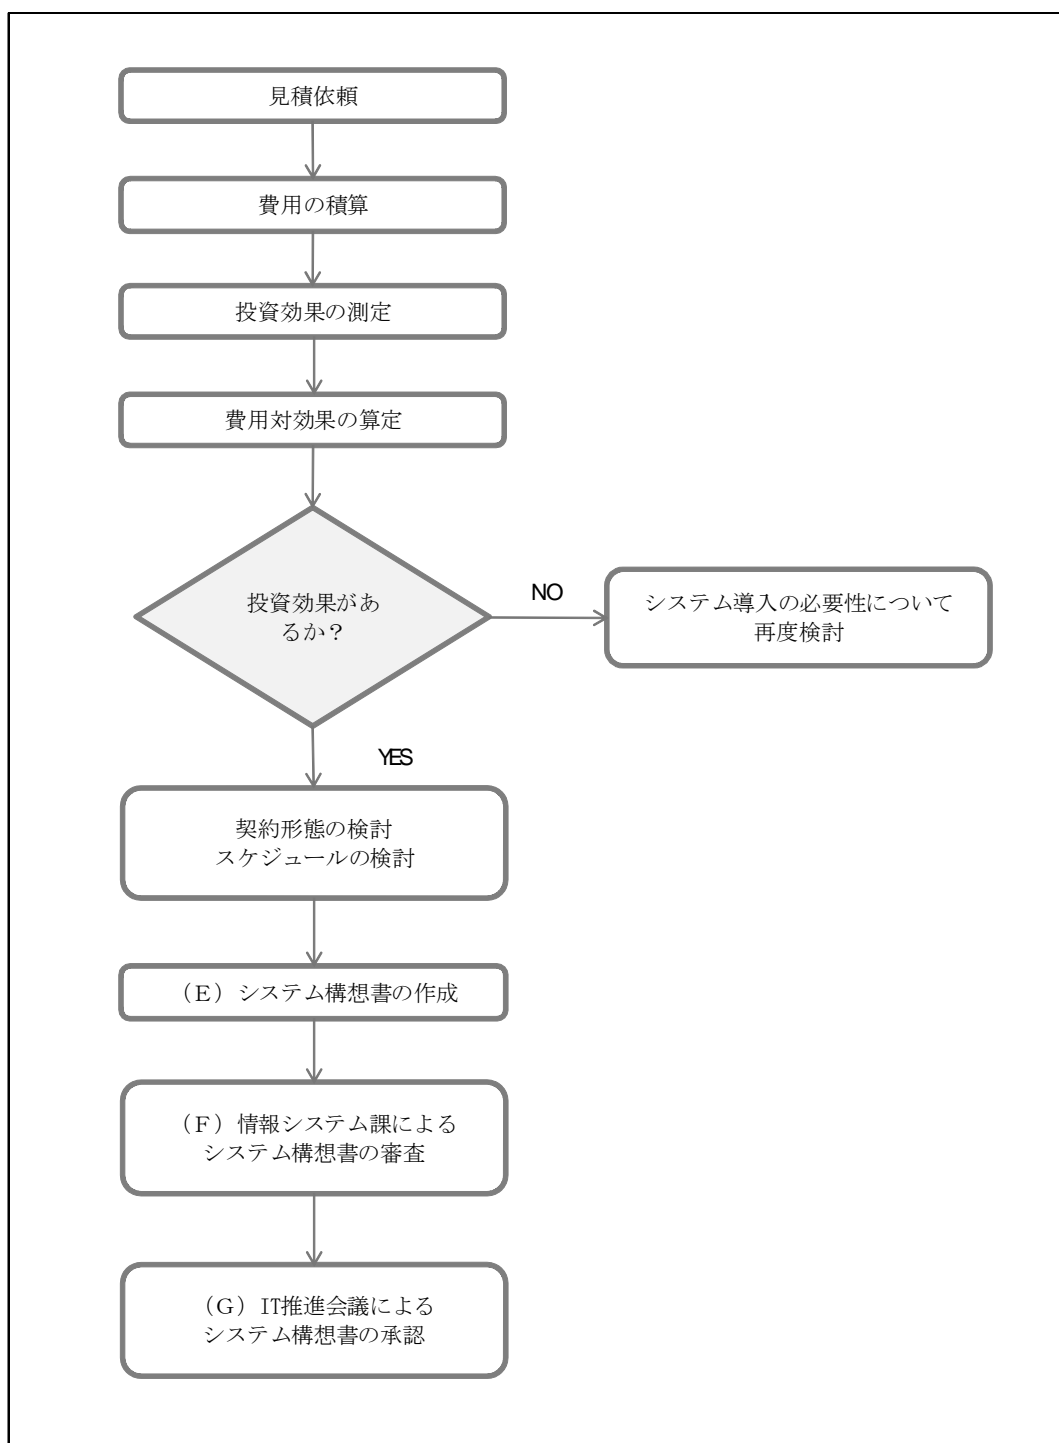 見積依頼
費用の積算
投資効果の測定
費用対効果の算定
投資効果があ
るか？
NO
システム導入の必要性について
再度検討
YES
契約形態の検討
スケジュールの検討
（Ｅ）システム構想書の作成
（Ｆ）情報システム課による
システム構想書の審査
（Ｇ）IT推進会議による
システム構想書の承認